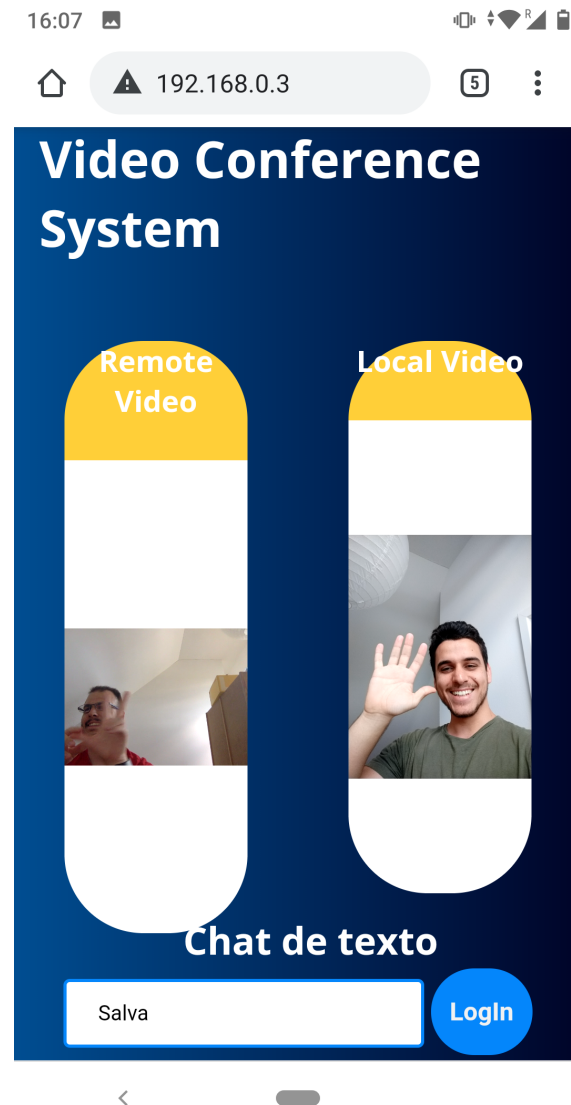 16:07
R
192.168.0.3
5
Video Conference
System
Remote
Video
Local Video
Chat de texto
Salva
LogIn